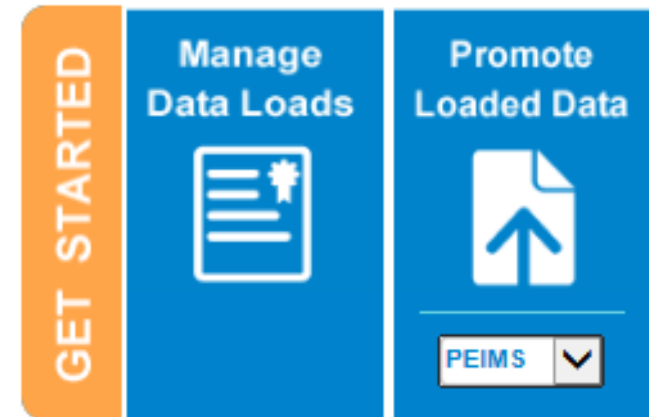 GET STARTED
Manage
Data Loads
Promote
Loaded Data
PEIMS